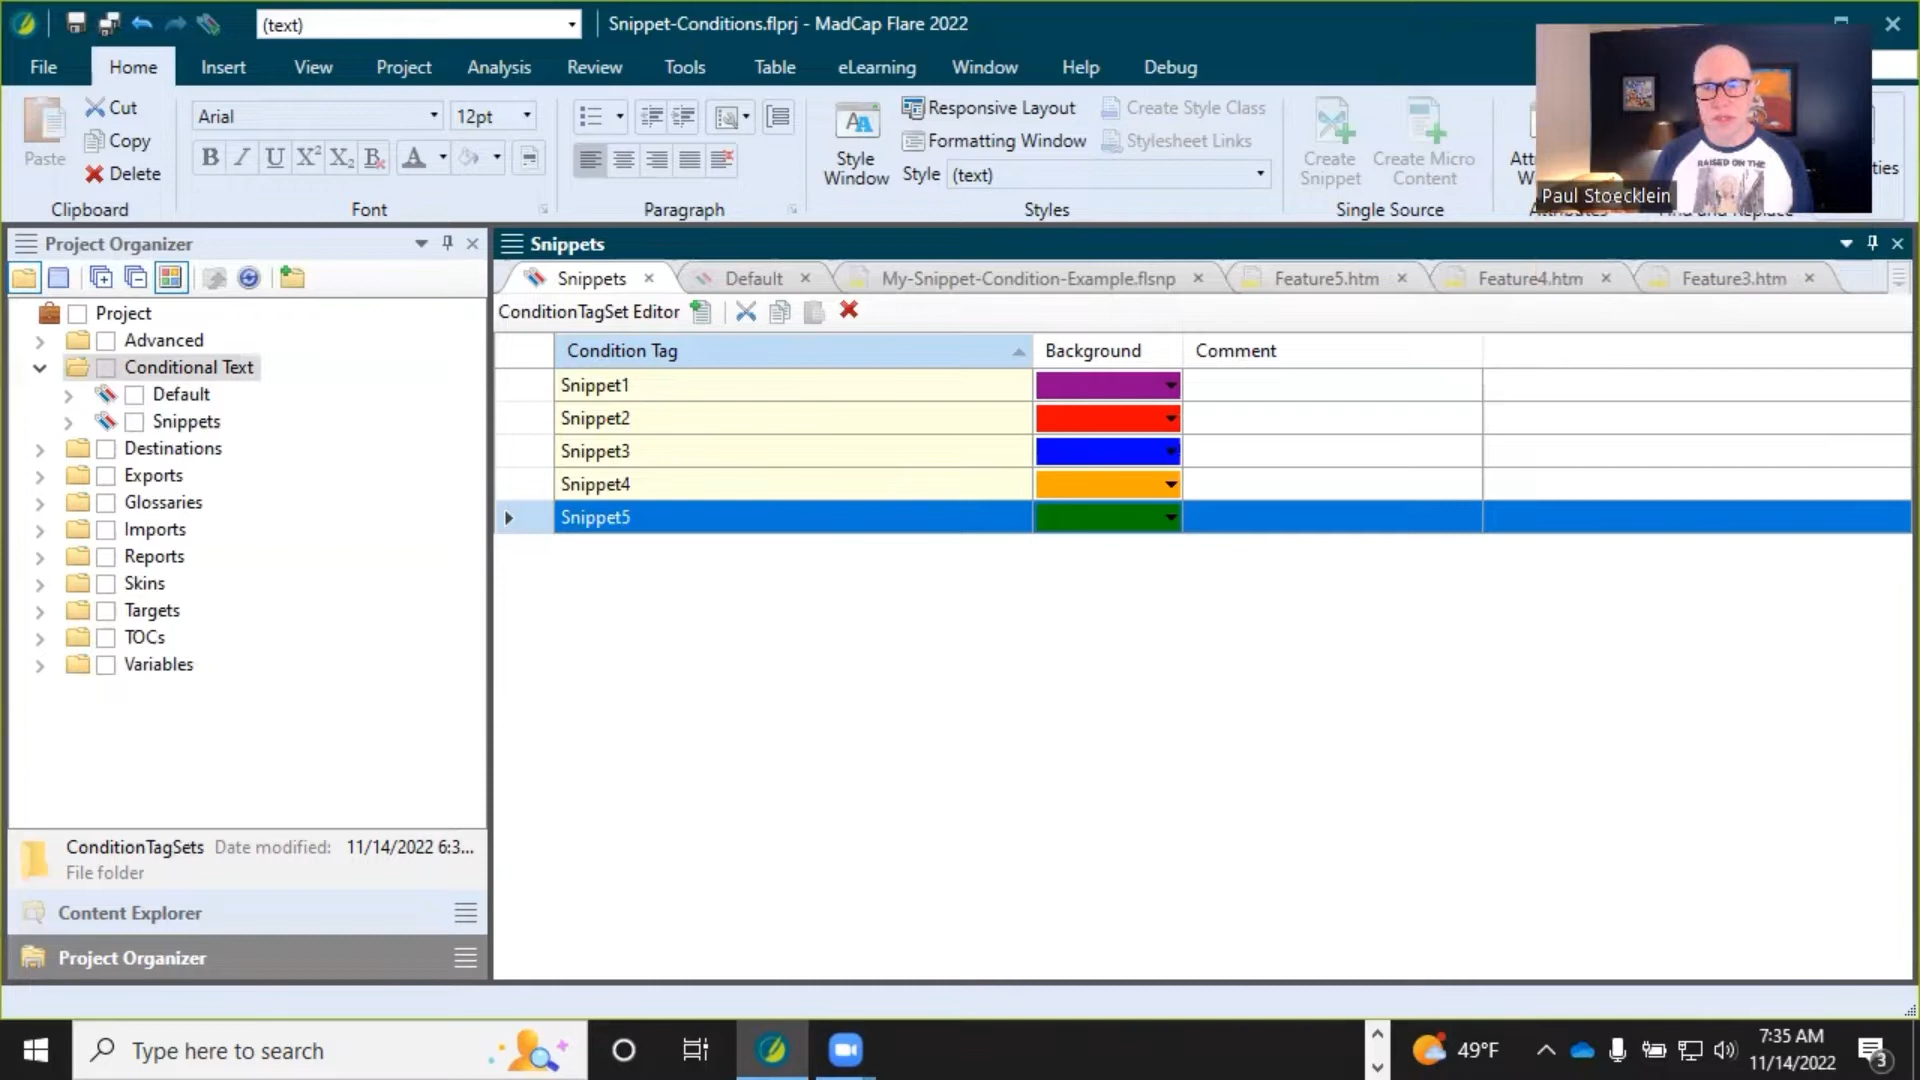 (text)
Snippet-Conditions.flprj - MadCap Flare 2022
File Home Insert View Project Analysis Review Tools Table eLearning Window Help Debug
Paste
Cut
Copy
Delete
Clipboard
Arial 12pt
B I U X² X₂ B
Font
Paragraph
Style Window
Responsive Layout
Formatting Window
Style (text)
Create Style Class
Stylesheet Links
Styles
Create Snippet
Create Micro Content
Single Source
RAISED ON THE
Paul Stoecklein
Project Organizer
Project
Advanced
Conditional Text
Default
Snippets
Destinations
Exports
Glossaries
Imports
Reports
Skins
Targets
TOCs
Variables
ConditionTagSets Date modified: 11/14/2022 6:3...
File folder
Content Explorer
Project Organizer
Snippets
Snippets Default My-Snippet-Condition-Example.flsnp Feature5.htm Feature4.htm Feature3.htm
ConditionTagSet Editor
Condition Tag Background Comment
Snippet1
Snippet2
Snippet3
Snippet4
Snippet5
Type here to search
49°F
7:35 AM
11/14/2022
3